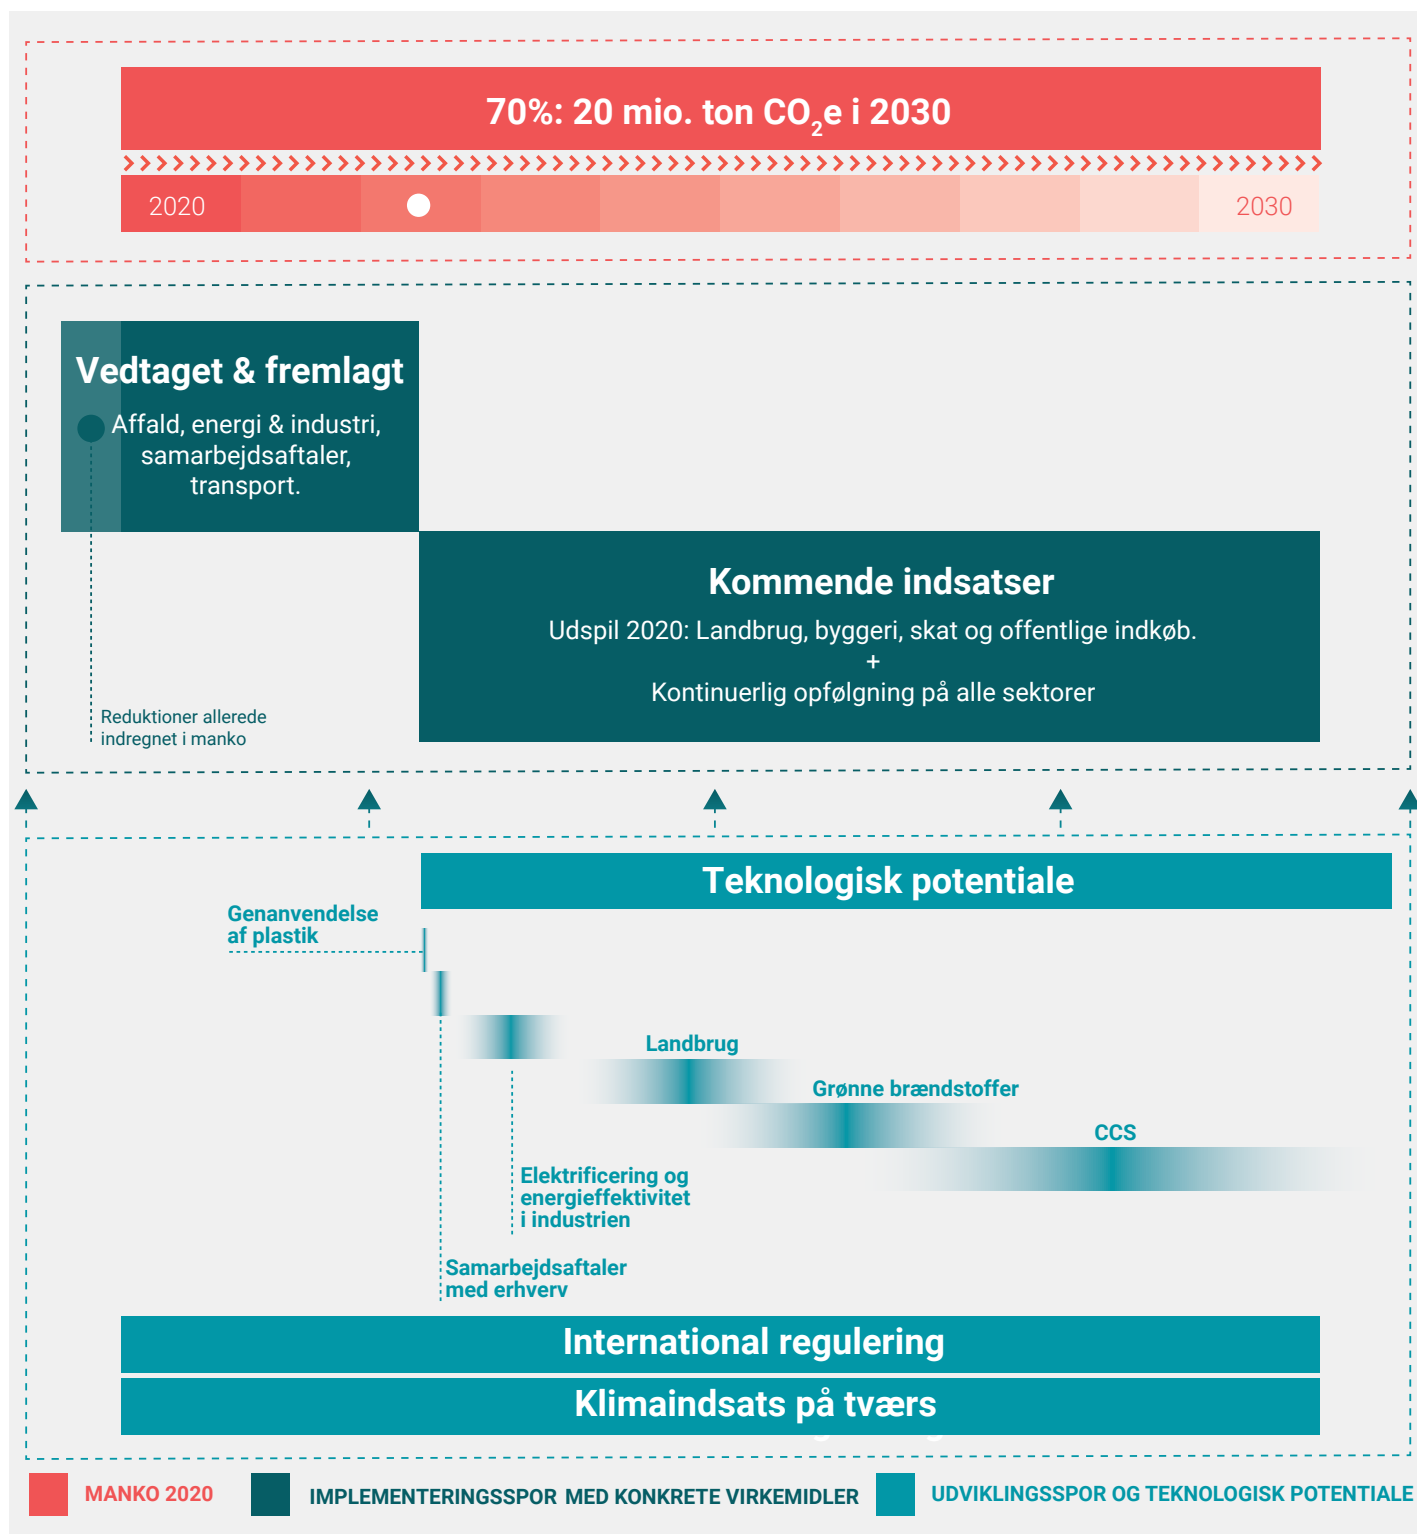 70%: 20 mio. ton CO₂e i 2030
2020
2030
Vedtaget & fremlagt
Affald, energi & industri,
samarbejdsaftaler,
transport.
Kommende indsatser
Udspil 2020: Landbrug, byggeri, skat og offentlige indkøb.
+
Kontinuerlig opfølgning på alle sektorer
Reduktioner allerede
indregnet i manko
Teknologisk potentiale
Genanvendelse
af plastik
Landbrug
Grønne brændstoffer
CCS
Elektrificering og
energieffektivitet
i industrien
Samarbejdsaftaler
med erhverv
International regulering
Klimaindsats på tværs
MANKO 2020
IMPLEMENTERINGSSPOR MED KONKRETE VIRKEMIDLER
UDVIKLINGSSPOR OG TEKNOLOGISK POTENTIALE